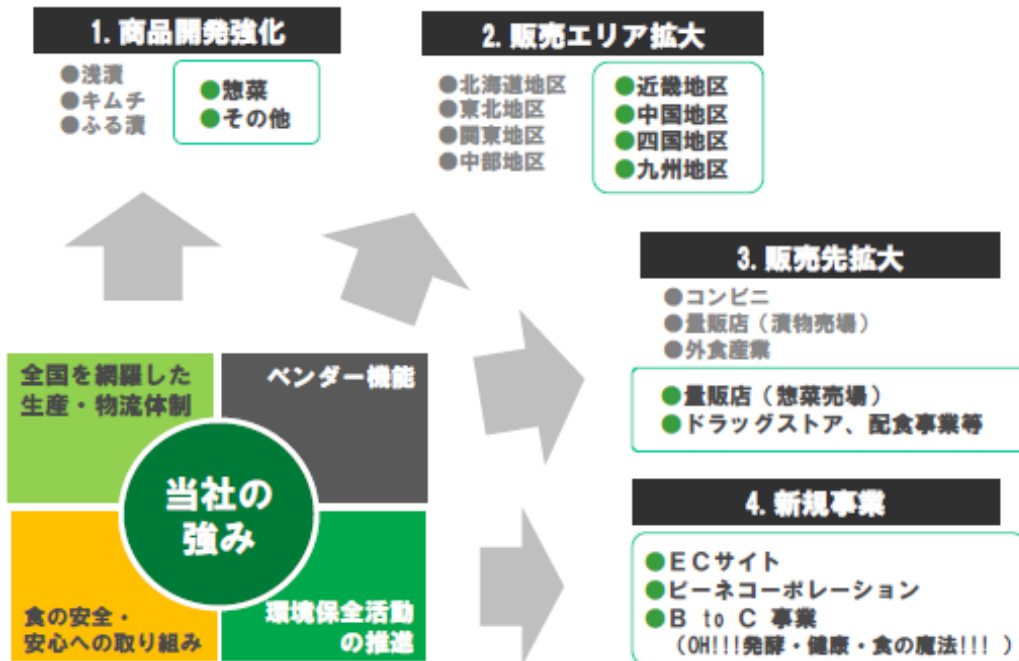 1. 商品開発強化
●浅漬
●キムチ
●ふる漬
●惣菜
●その他
2. 販売エリア拡大
●北海道地区
●東北地区
●関東地区
●中部地区
●近畿地区
●中国地区
●四国地区
●九州地区
3. 販売先拡大
●コンビニ
●量販店（漬物売場）
●外食産業
●量販店（惣菜売場）
●ドラッグストア、配食事業等
全国を網羅した
生産・物流体制
ベンダー機能
当社の
強み
食の安全・
安心への取り組み
環境保全活動
の推進
4. 新規事業
●ＥＣサイト
●ピーネコーポレーション
●B to C 事業
（OH!!!発酵・健康・食の魔法!!! ）